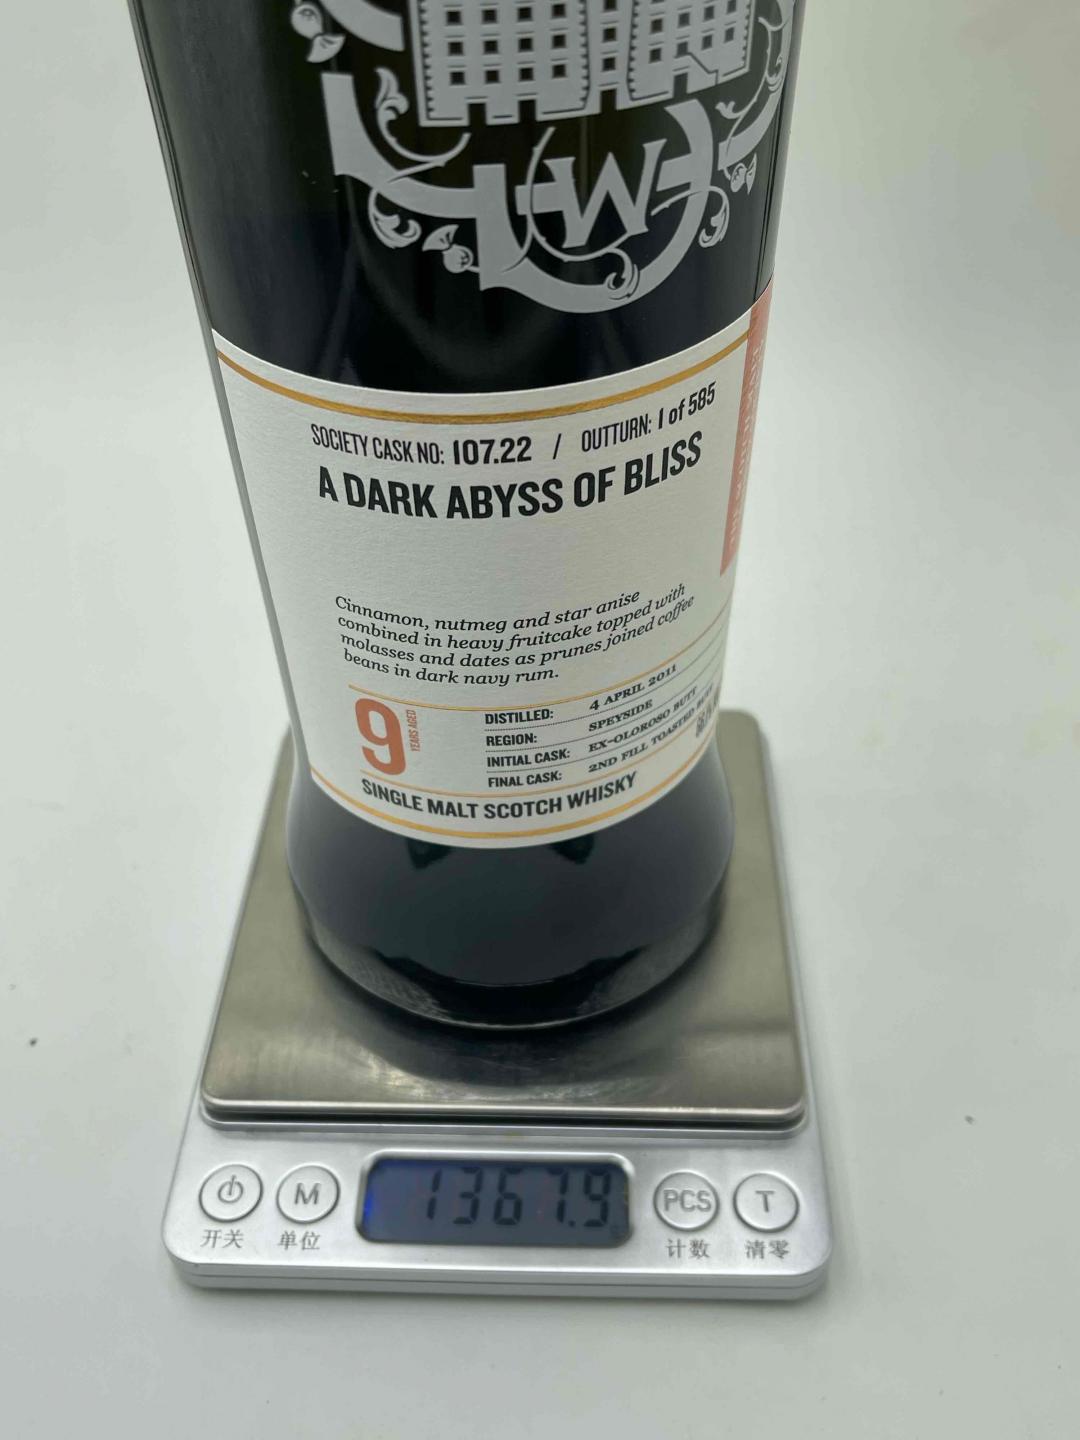 SOCIETY CASK NO: 107.22 / OUTTURN: 1 of 585
A DARK ABYSS OF BLISS
Cinnamon, nutmeg and star anise
combined in heavy fruitcake topped with
molasses and dates as prunes joined coffee
beans in dark navy rum.
9 YEARS AGED
DISTILLED: 4 APRIL 2011
REGION: SPEYSIDE
INITIAL CASK: EX-OLOROSO BUTT
FINAL CASK: 2ND FILL TOASTED BUTT
SINGLE MALT SCOTCH WHISKY
1367.9
M
PCS
T
开关
单位
计数
清零